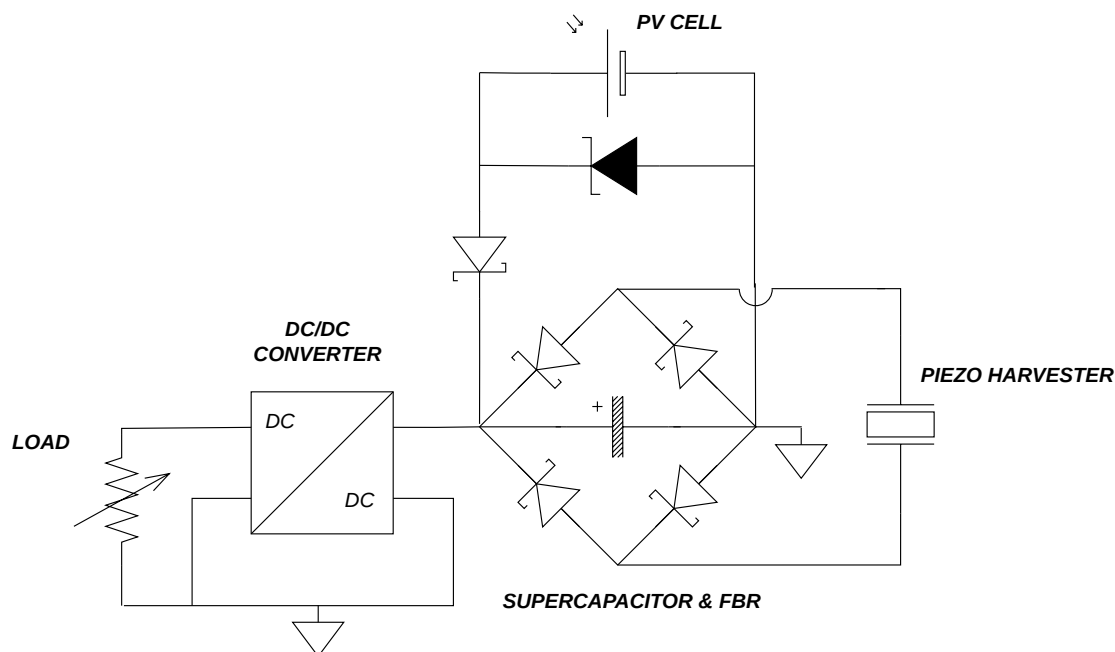 PV CELL
DC/DC
CONVERTER
PIEZO HARVESTER
+
DC
LOAD
DC
SUPERCAPACITOR & FBR